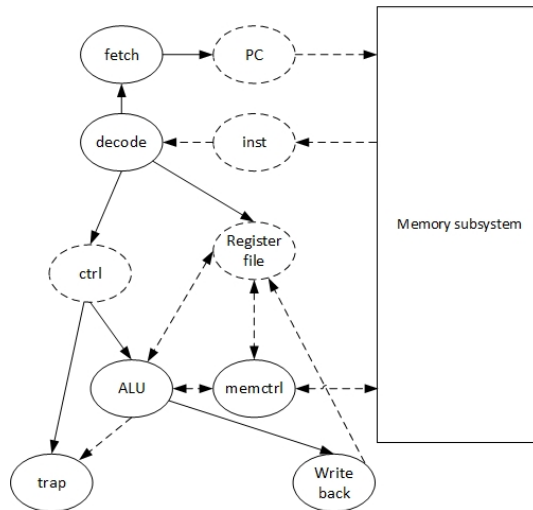 fetch
PC
decode
inst
Memory subsystem
Register
file
ctrl
ALU
memctrl
trap
Write
back